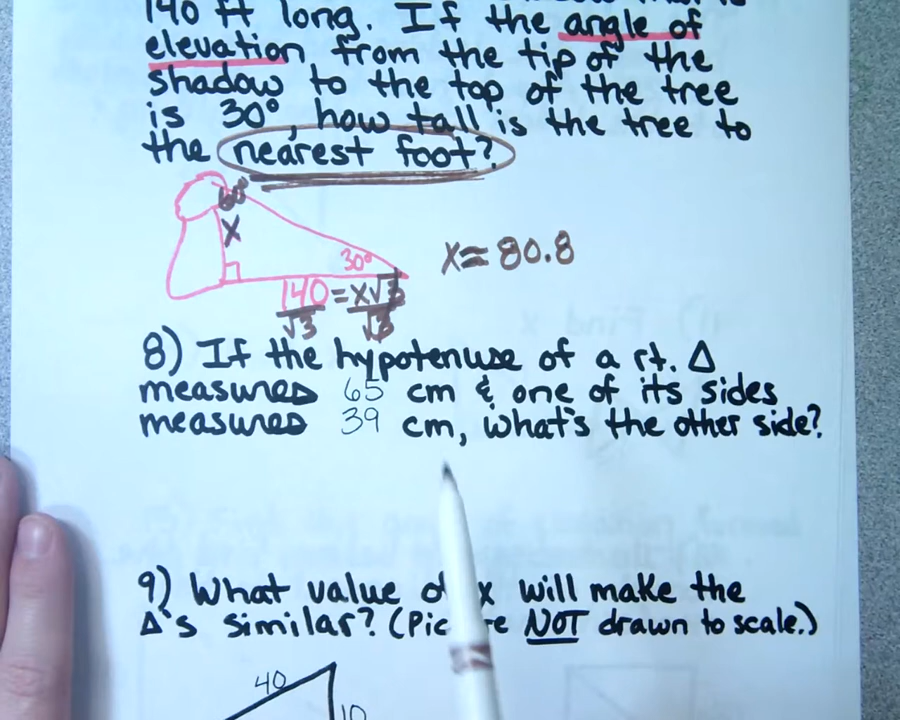 140 ft long. If the angle of
elevation from the tip of the
shadow to the top of the tree
is 30°, how tall is the tree to
the nearest foot?
60°
X
30°
X≈80.8
140 = x√3
√3 √3
8) If the hypotenuse of a rt. Δ
measures 65 cm & one of its sides
measures 39 cm, what's the other side?
9) What value of x will make the
Δ's similar? (Pic re NOT drawn to scale.)
40
10